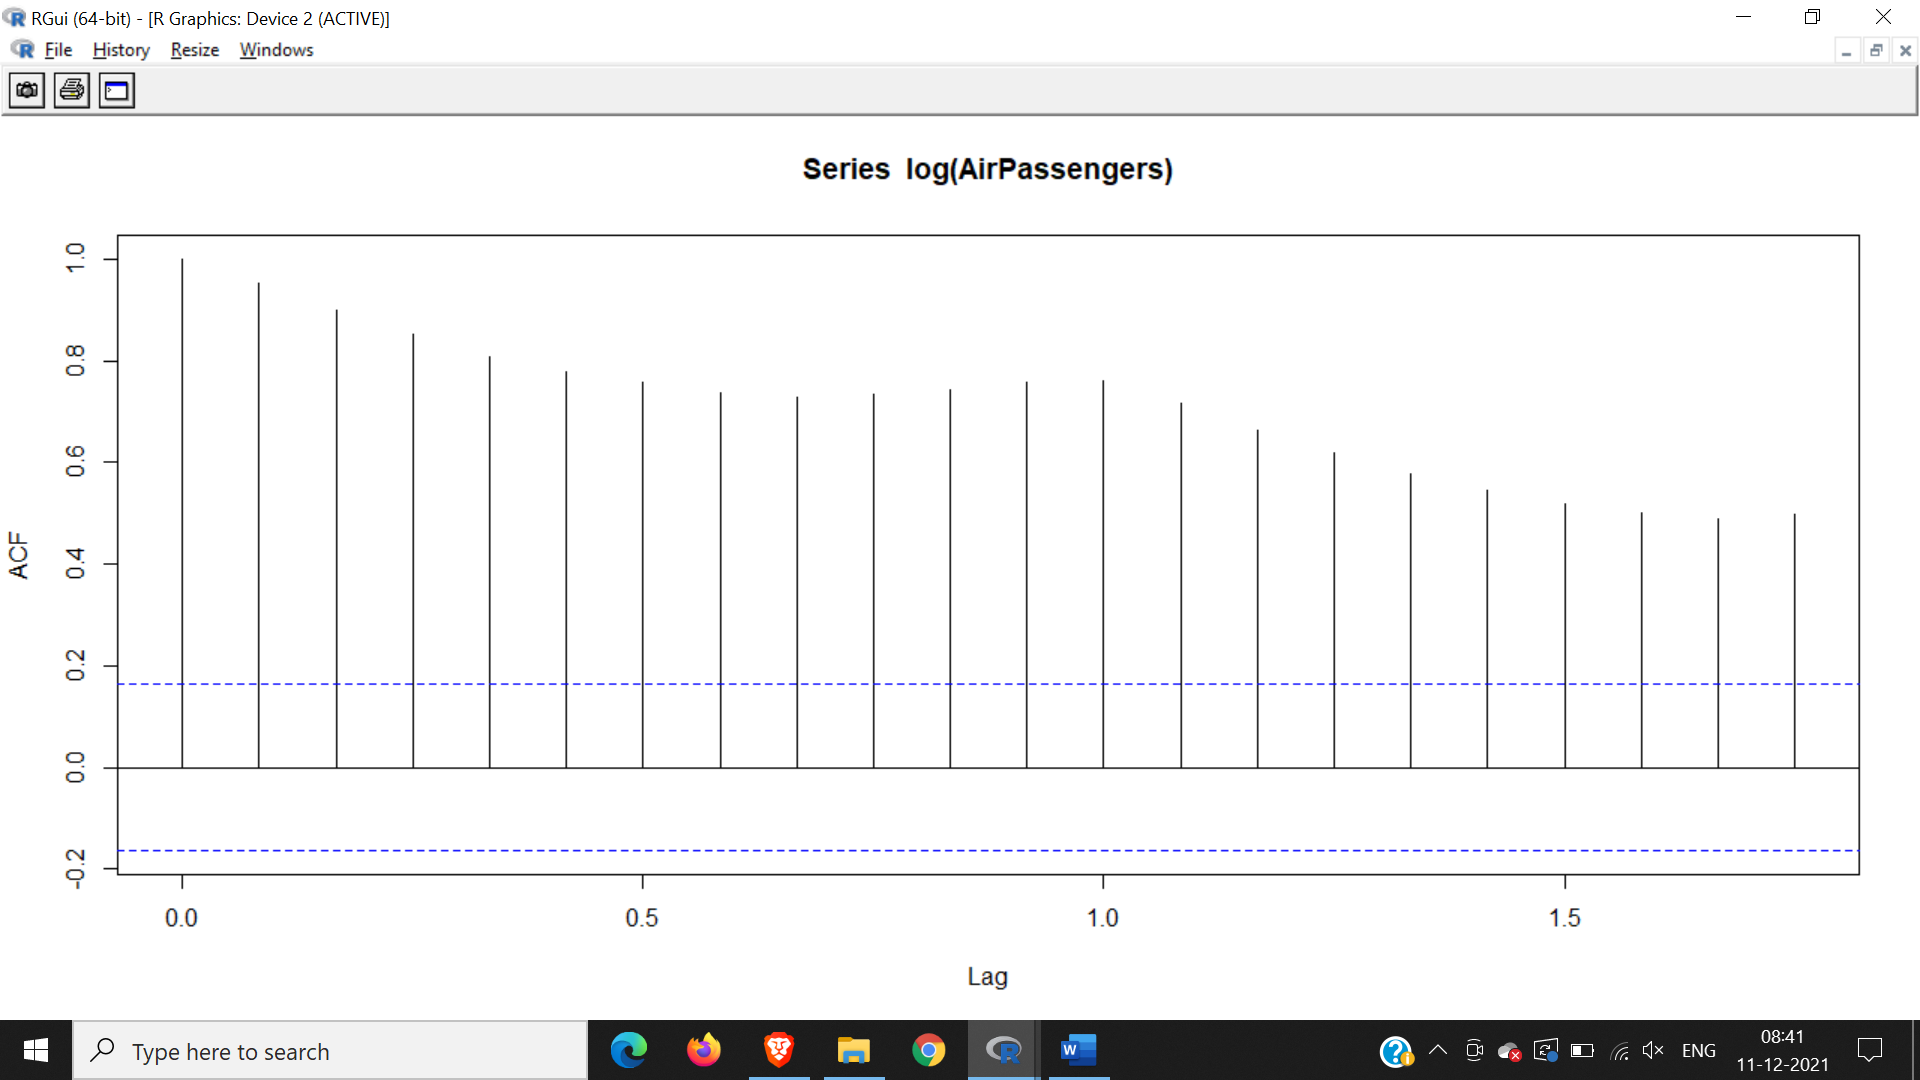 RGui (64-bit) - [R Graphics: Device 2 (ACTIVE)]
File History Resize Windows
Series log(AirPassengers)
ACF
1.0
0.8
0.6
0.4
0.2
0.0
-0.2
0.0 0.5 1.0 1.5
Lag
Type here to search
ENG
08:41
11-12-2021